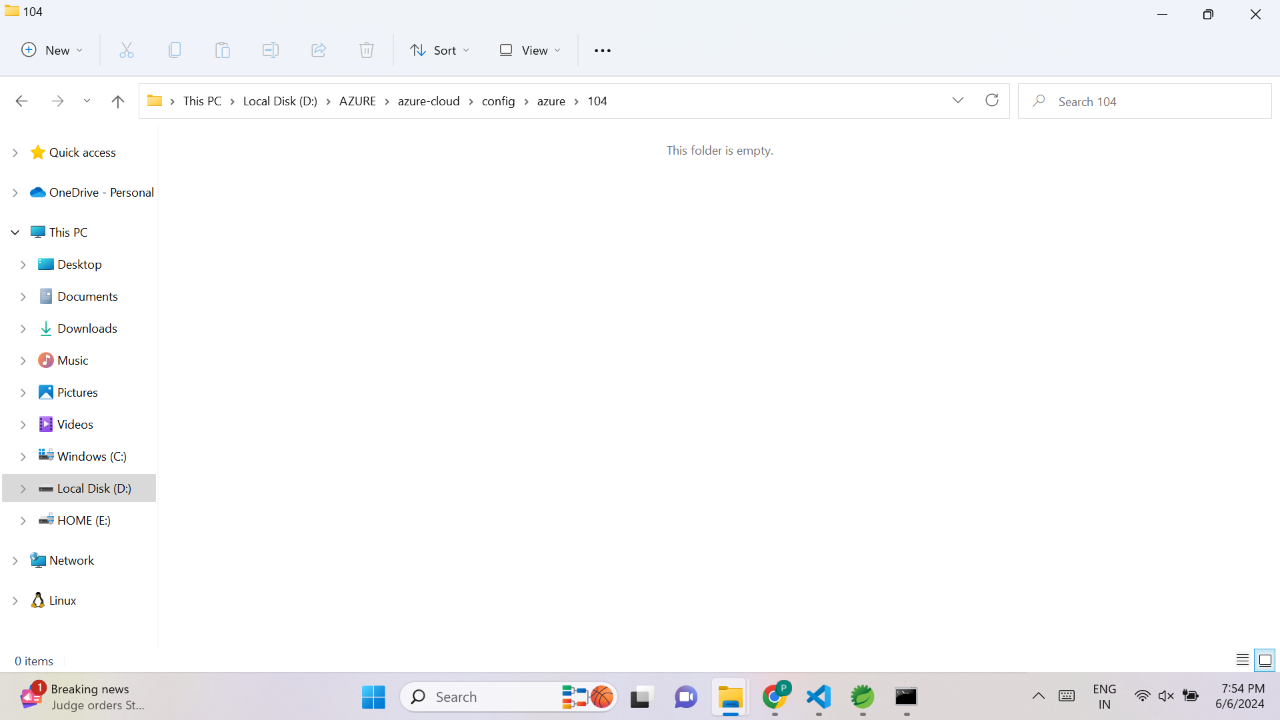 104
New
Sort
View
This PC
Local Disk (D:)
AZURE
azure-cloud
config
azure
104
Search 104
Quick access
OneDrive - Personal
This PC
Desktop
Documents
Downloads
Music
Pictures
Videos
Windows (C:)
Local Disk (D:)
HOME (E:)
Network
Linux
This folder is empty.
0 items
1
Breaking news
Judge orders St...
Search
P
ENG
IN
7:54 PM
6/6/2024